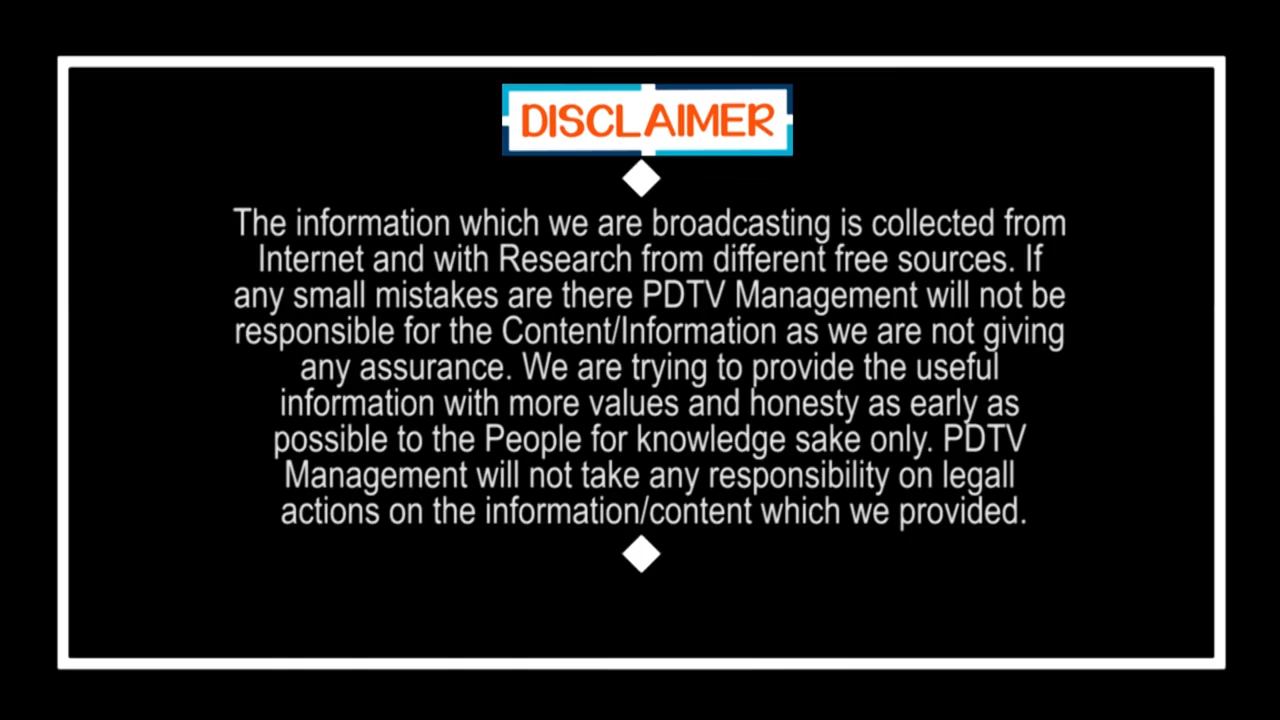 DISCLAIMER
The information which we are broadcasting is collected from
Internet and with Research from different free sources. If
any small mistakes are there PDTV Management will not be
responsible for the Content/Information as we are not giving
any assurance. We are trying to provide the useful
information with more values and honesty as early as
possible to the People for knowledge sake only. PDTV
Management will not take any responsibility on legall
actions on the information/content which we provided.